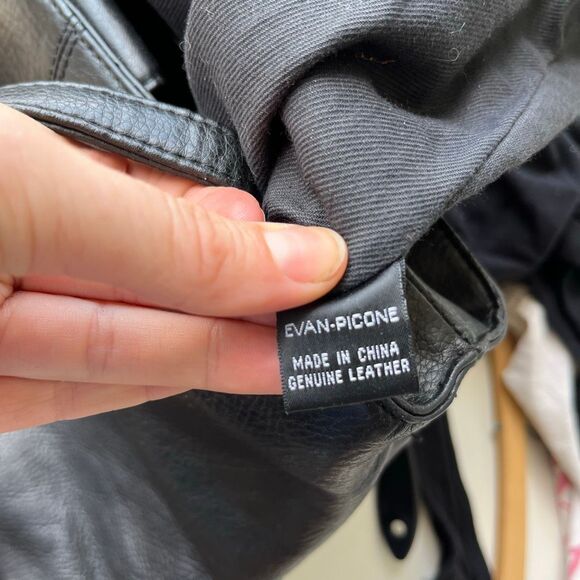 EVAN-PICONE
MADE IN CHINA
GENUINE LEATHER